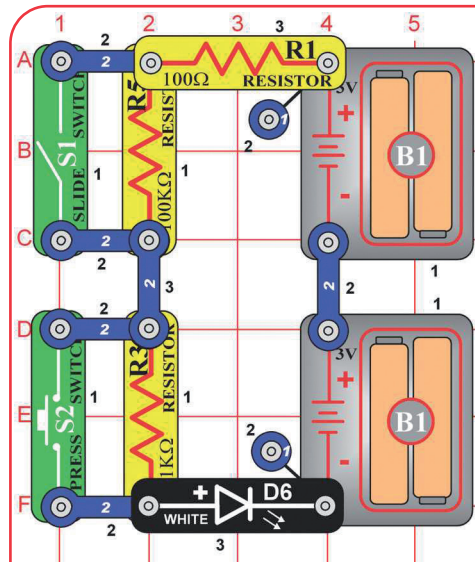 1 2 3 4 5
3
A 2 2 R1
100Ω RESISTOR
R5 RESISTOR 100KΩ
S1 SLIDE SWITCH
3V
+
B1
-
1
2
B
1
1
C 2
2
2 3
2 2
1
1
D 2
2
R3 RESISTOR 1KΩ
S2 PRESS SWITCH
3V
+
B1
-
E
1
1
2
1
F 2
2
+ D6
WHITE
3